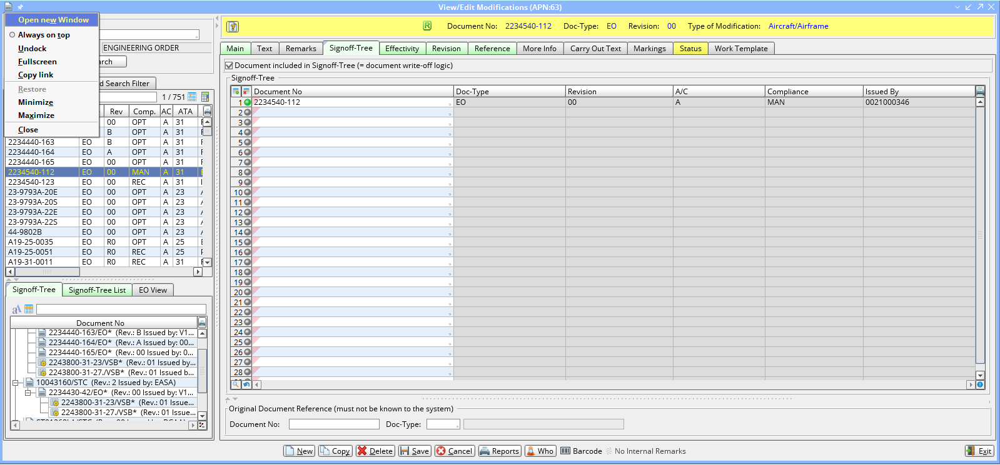 View/Edit Modifications (APN:63)
Open new Window
Always on top
Undock
Fullscreen
Copy link
Restore
Minimize
Maximize
Close
ENGINEERING ORDER
arch
d Search Filter
1 / 751
Rev Comp. AC ATA
00 OPT A 31
B OPT A 31
2234440-163 EO B OPT A 31
2234440-164 EO A OPT A 31
2234440-165 EO 00 OPT A 31
2234540-112 EO 00 MAN A 31
2234540-123 EO 00 REC A 31
23-9793A-20E EO 00 OPT A 23
23-9793A-20S EO 00 OPT A 23
23-9793A-22E EO 00 OPT A 23
23-9793A-22S EO 00 OPT A 23
44-9802B EO 00 OPT A 23
A19-25-0035 EO R0 OPT A 25
A19-25-0051 EO R0 REC A 25
A19-31-0011 EO R0 REC A 31
Signoff-Tree Signoff-Tree List EO View
Document No
2234440-163/EO* (Rev.: B Issued by: V1...
2234440-164/EO* (Rev.: A Issued by: 00...
2234440-165/EO* (Rev.: 00 Issued by: 0...
2243800-31-23/VSB* (Rev.: 01 Issued by...
2243800-31-27./VSB* (Rev.: 01 Issued b...
10043160/STC (Rev.: 2 Issued by: EASA)
2234430-42/EO* (Rev.: 00 Issued by: V1...
2243800-31-23/VSB* (Rev.: 01 Issue...
2243800-31-27./VSB* (Rev.: 01 Issue...
Document No: 2234540-112 Doc-Type: EO Revision: 00 Type of Modification: Aircraft/Airframe
Main Text Remarks Signoff-Tree Effectivity Revision Reference More Info Carry Out Text Markings Status Work Template
Document included in Signoff-Tree (= document write-off logic)
Signoff-Tree
Document No Doc-Type Revision A/C Compliance Issued By
1 2234540-112 EO 00 A MAN 0021000346
2
3
4
5
6
7
8
9
10
11
12
13
14
15
16
17
18
19
20
21
22
23
24
25
26
27
28
Original Document Reference (must not be known to the system)
Document No: Doc-Type:
New Copy Delete Save Cancel Reports Who Barcode No Internal Remarks Exit